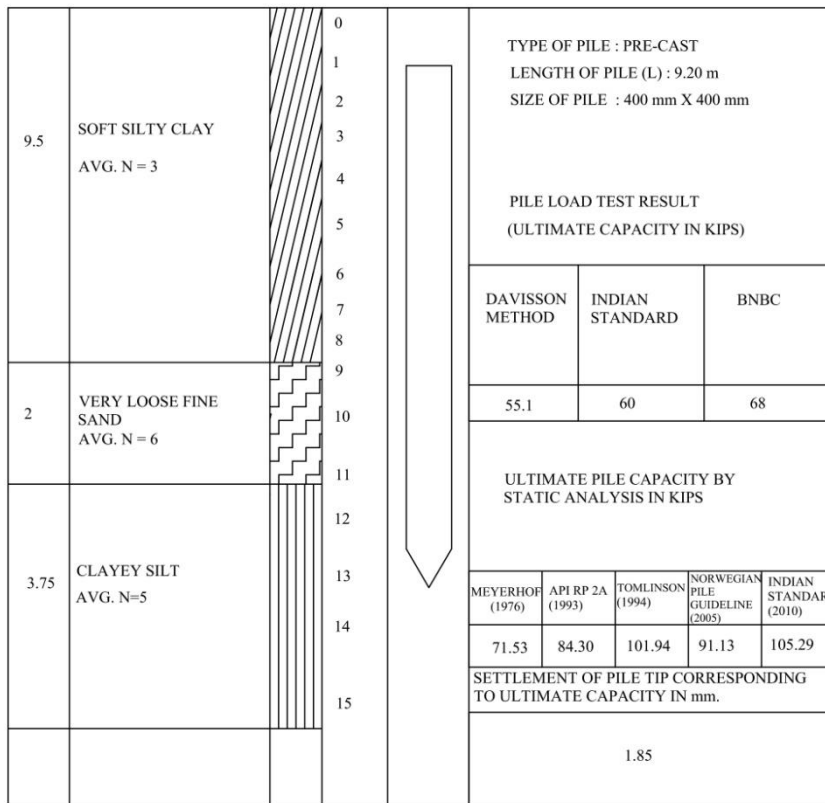 9.5
SOFT SILTY CLAY
AVG. N = 3
2
VERY LOOSE FINE
SAND
AVG. N = 6
3.75
CLAYEY SILT
AVG. N=5
0
1
2
3
4
5
6
7
8
9
10
11
12
13
14
15
TYPE OF PILE : PRE-CAST
LENGTH OF PILE (L) : 9.20 m
SIZE OF PILE : 400 mm X 400 mm
PILE LOAD TEST RESULT
(ULTIMATE CAPACITY IN KIPS)
DAVISSON
METHOD
INDIAN
STANDARD
BNBC
55.1
60
68
ULTIMATE PILE CAPACITY BY
STATIC ANALYSIS IN KIPS
MEYERHOF
(1976)
API RP 2A
(1993)
TOMLINSON
(1994)
NORWEGIAN
PILE
GUIDELINE
(2005)
INDIAN
STANDAR
(2010)
71.53
84.30
101.94
91.13
105.29
SETTLEMENT OF PILE TIP CORRESPONDING
TO ULTIMATE CAPACITY IN mm.
1.85